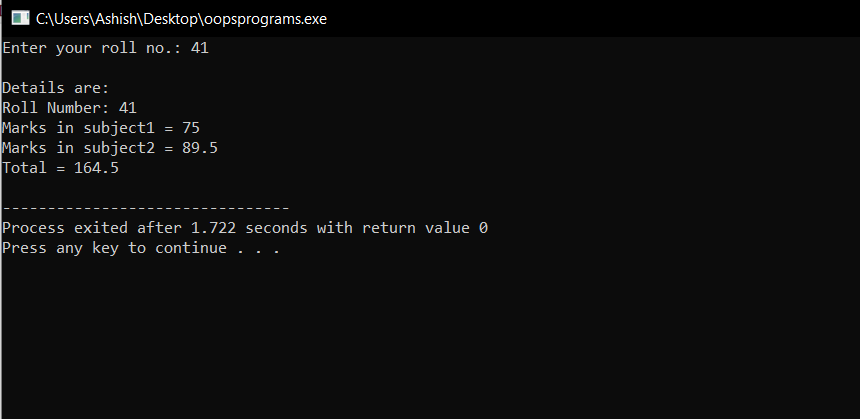 C:\Users\Ashish\Desktop\oopsprograms.exe
Enter your roll no.: 41
Details are:
Roll Number: 41
Marks in subject1 = 75
Marks in subject2 = 89.5
Total = 164.5
--------------------------------
Process exited after 1.722 seconds with return value 0
Press any key to continue . . .